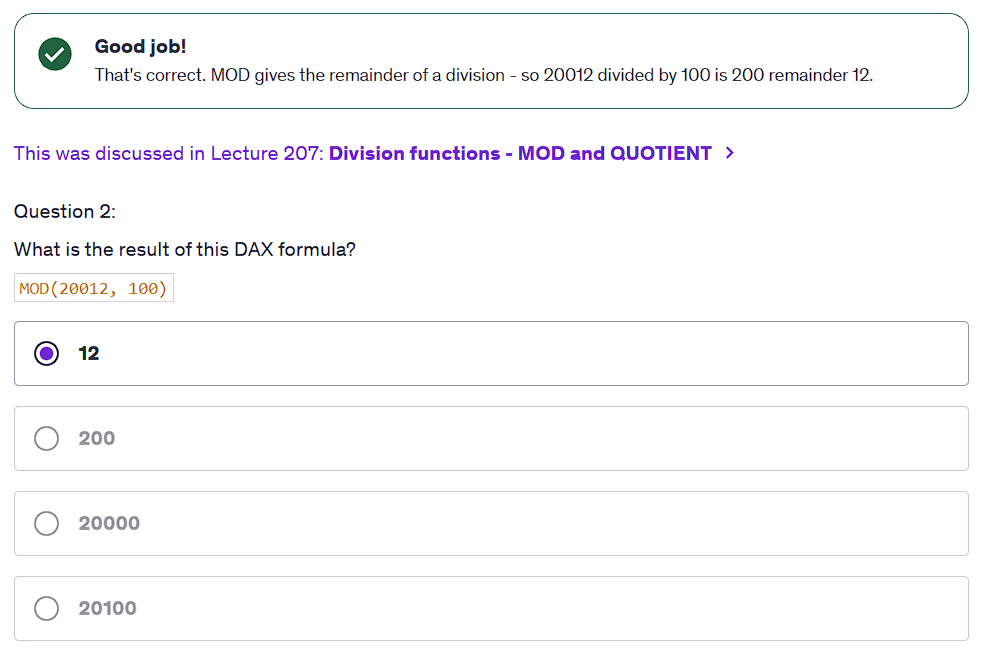 Good job!
That's correct. MOD gives the remainder of a division - so 20012 divided by 100 is 200 remainder 12.
This was discussed in Lecture 207: Division functions - MOD and QUOTIENT >
Question 2:
What is the result of this DAX formula?
MOD(20012, 100)
12
200
20000
20100